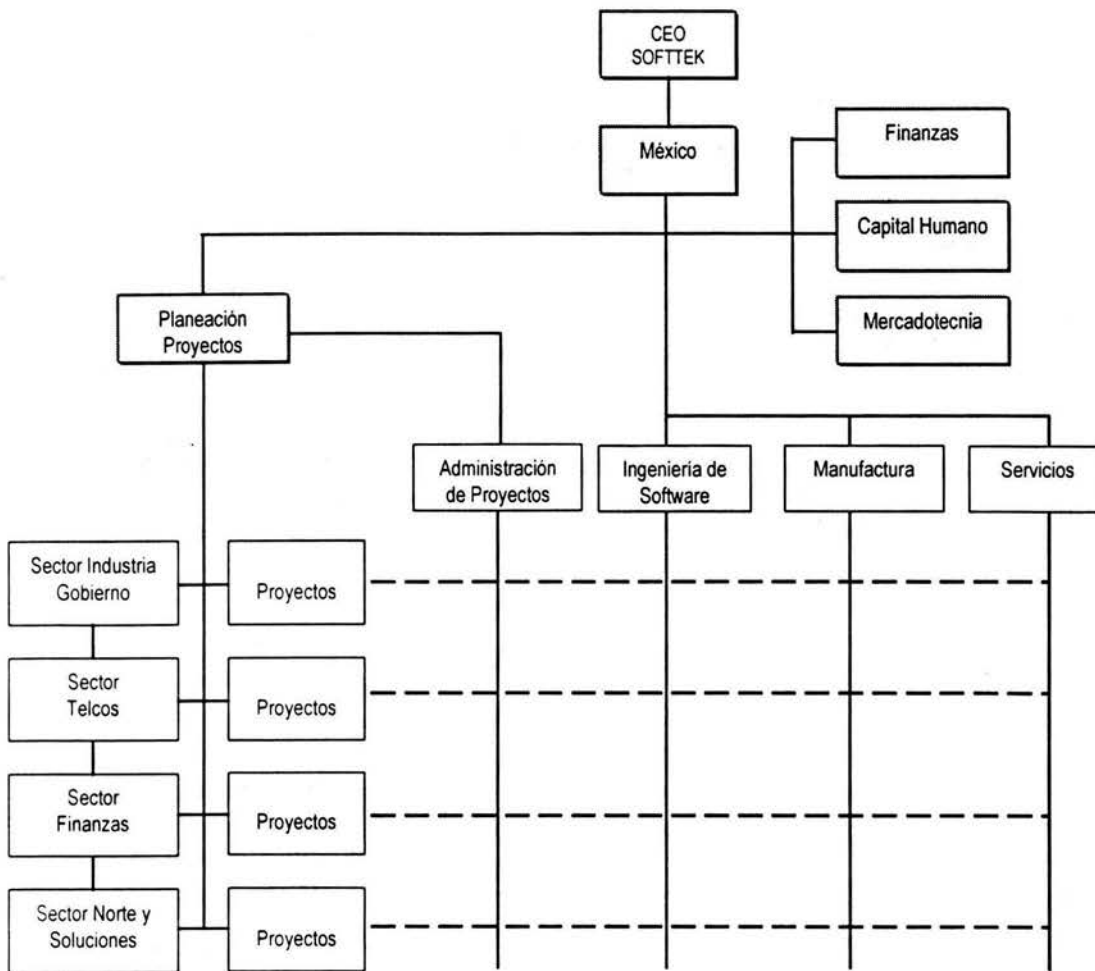 CEO
SOFTTEK
México
Finanzas
Capital Humano
Mercadotecnia
Planeación
Proyectos
Administración
de Proyectos
Ingeniería de
Software
Manufactura
Servicios
Sector Industria
Gobierno
Proyectos
Sector
Telcos
Proyectos
Sector
Finanzas
Proyectos
Sector Norte y
Soluciones
Proyectos